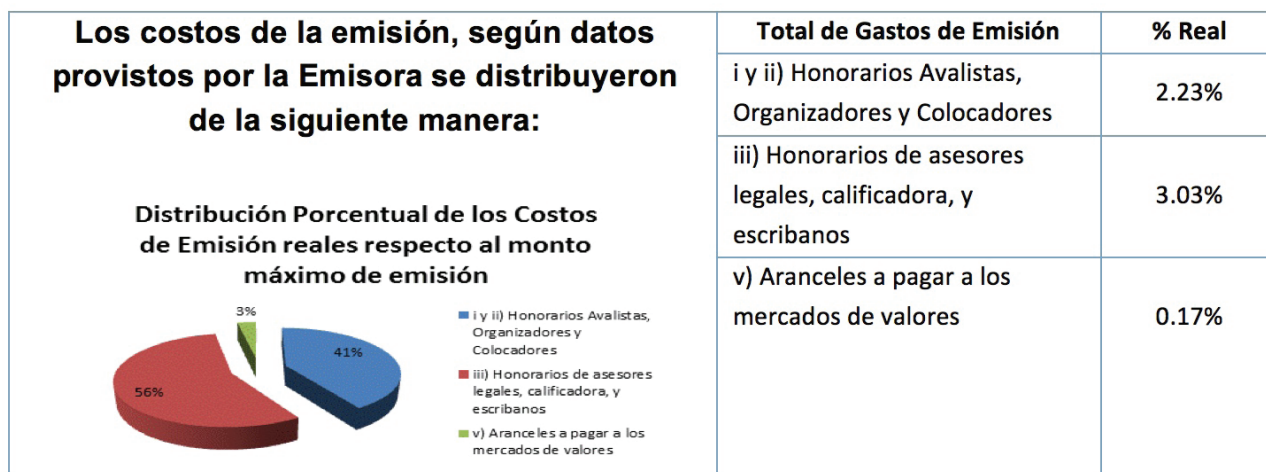 Los costos de la emisión, según datos
provistos por la Emisora se distribuyeron
de la siguiente manera:
Distribución Porcentual de los Costos
de Emisión reales respecto al monto
máximo de emisión
3%
41%
56%
i y ii) Honorarios Avalistas,
Organizadores y
Colocadores
iii) Honorarios de asesores
legales, calificadora, y
escribanos
v) Aranceles a pagar a los
mercados de valores
Total de Gastos de Emisión
% Real
i y ii) Honorarios Avalistas,
Organizadores y Colocadores
2.23%
iii) Honorarios de asesores
legales, calificadora, y
escribanos
3.03%
v) Aranceles a pagar a los
mercados de valores
0.17%